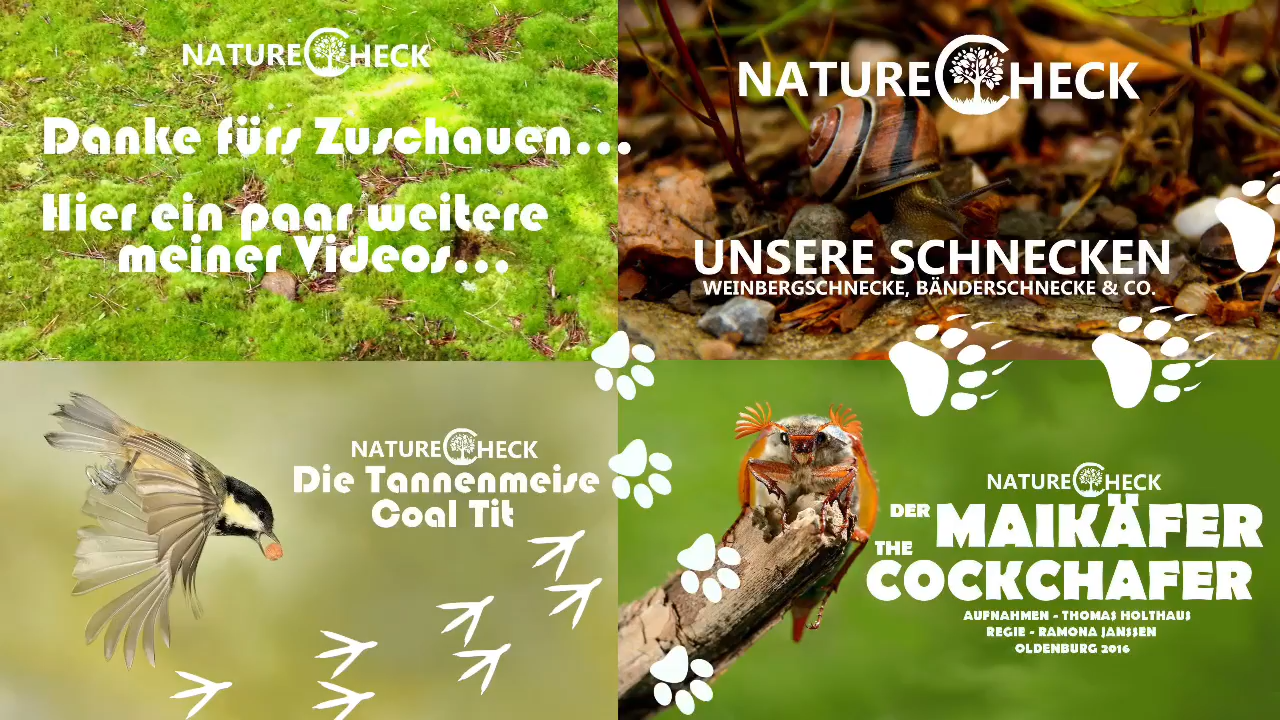 NATURECHECK
Danke fürs Zuschauen...
Hier ein paar weitere
meiner Videos...
NATURECHECK
UNSERE SCHNECKEN
WEINBERGSCHNECKE, BÄNDERSCHNECKE & CO.
NATURECHECK
Die Tannenmeise
Coal Tit
NATURECHECK
DER MAIKÄFER
THE COCKCHAFER
AUFNAHMEN - THOMAS HOLTHAUS
REGIE - RAMONA JANSSEN
OLDENBURG 2016